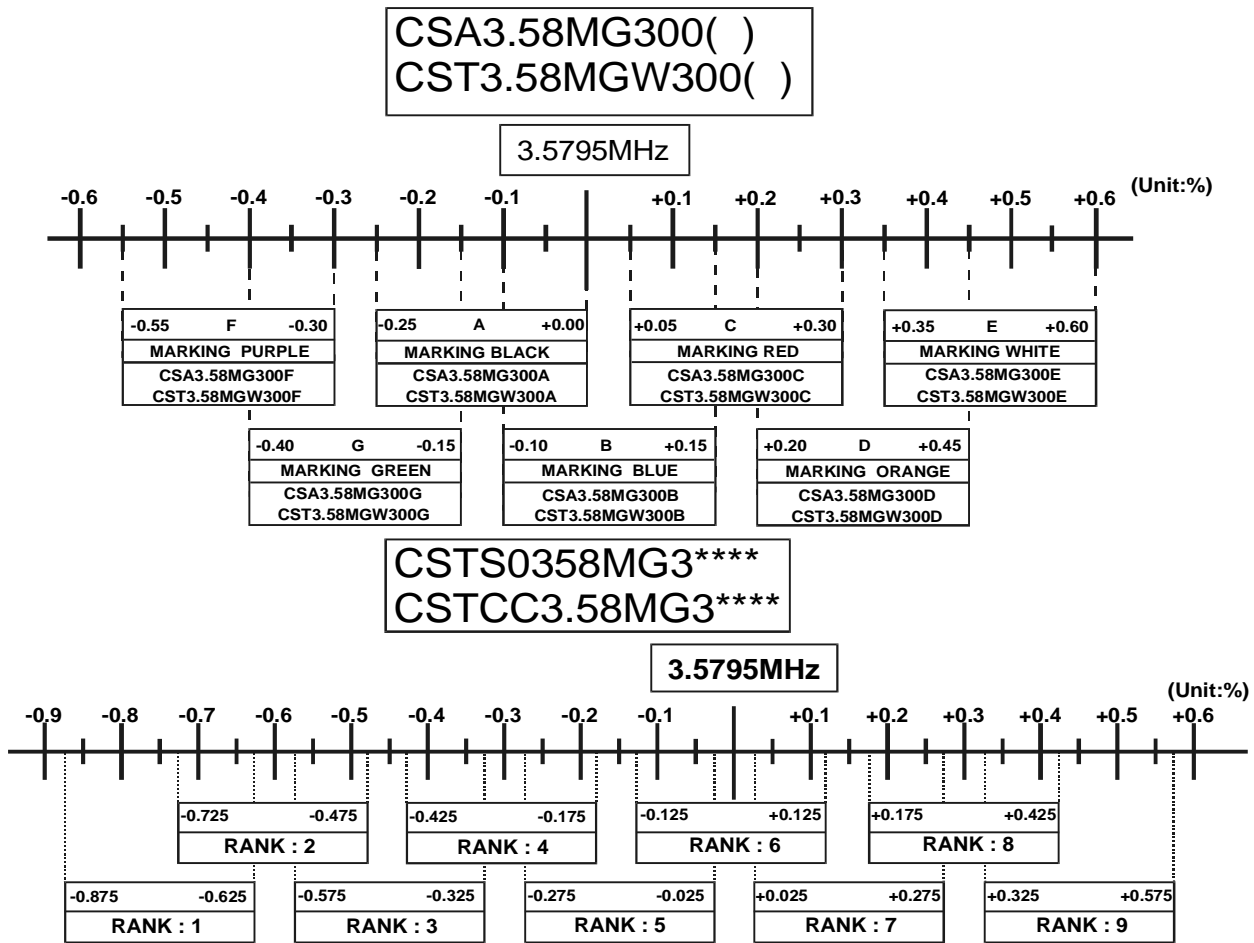 CSA3.58MG300( )
CST3.58MGW300( )
3.5795MHz
(Unit:%)
-0.6 -0.5 -0.4 -0.3 -0.2 -0.1 +0.1 +0.2 +0.3 +0.4 +0.5 +0.6
-0.55 F -0.30
MARKING PURPLE
CSA3.58MG300F
CST3.58MGW300F
-0.25 A +0.00
MARKING BLACK
CSA3.58MG300A
CST3.58MGW300A
+0.05 C +0.30
MARKING RED
CSA3.58MG300C
CST3.58MGW300C
+0.35 E +0.60
MARKING WHITE
CSA3.58MG300E
CST3.58MGW300E
-0.40 G -0.15
MARKING GREEN
CSA3.58MG300G
CST3.58MGW300G
-0.10 B +0.15
MARKING BLUE
CSA3.58MG300B
CST3.58MGW300B
+0.20 D +0.45
MARKING ORANGE
CSA3.58MG300D
CST3.58MGW300D
CSTS0358MG3****
CSTCC3.58MG3****
3.5795MHz
(Unit:%)
-0.9 -0.8 -0.7 -0.6 -0.5 -0.4 -0.3 -0.2 -0.1 +0.1 +0.2 +0.3 +0.4 +0.5 +0.6
-0.725 -0.475
RANK : 2
-0.425 -0.175
RANK : 4
-0.125 +0.125
RANK : 6
+0.175 +0.425
RANK : 8
-0.875 -0.625
RANK : 1
-0.575 -0.325
RANK : 3
-0.275 -0.025
RANK : 5
+0.025 +0.275
RANK : 7
+0.325 +0.575
RANK : 9